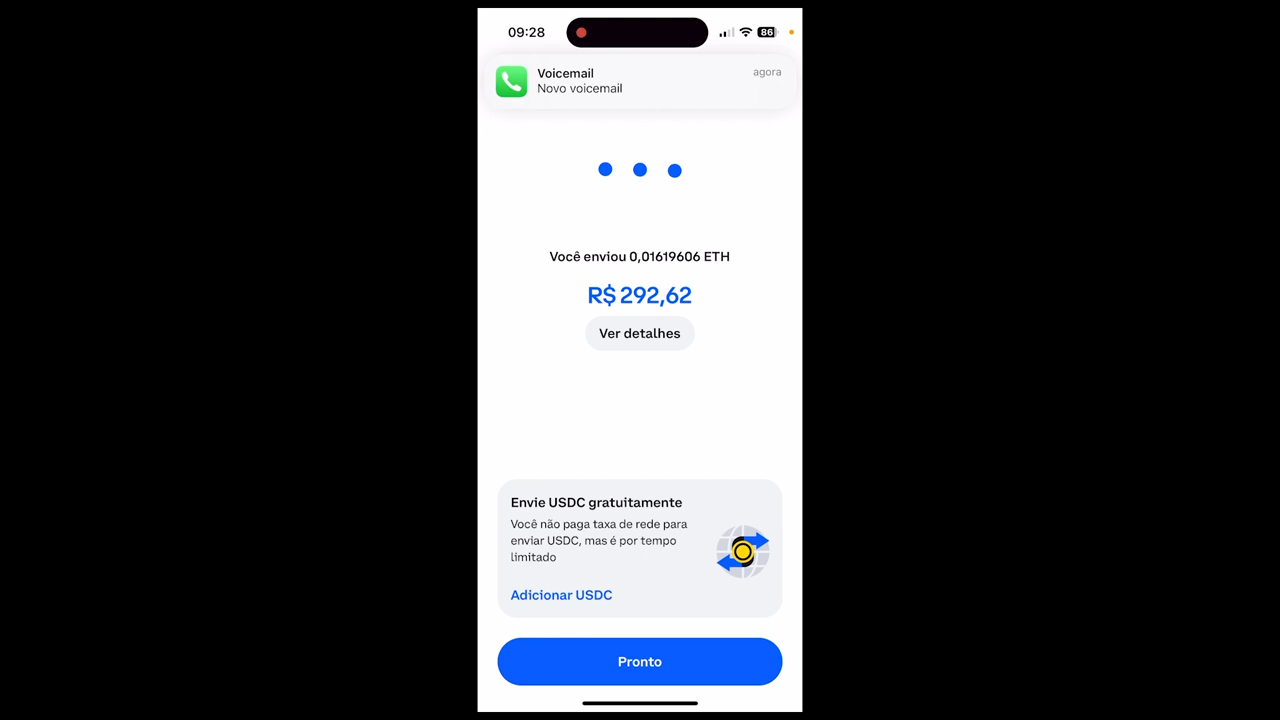 09:28
86
Voicemail
agora
Novo voicemail
Você enviou 0,01619606 ETH
R$ 292,62
Ver detalhes
Envie USDC gratuitamente
Você não paga taxa de rede para
enviar USDC, mas é por tempo
limitado
Adicionar USDC
Pronto